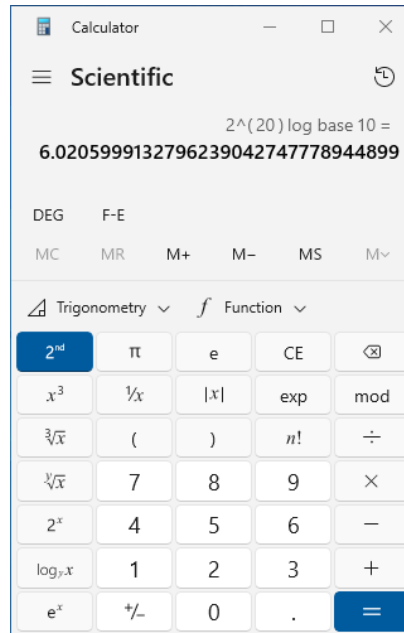 Calculator
Scientific
2^( 20 ) log base 10 =
6.0205999132796239042747778944899
DEG F-E
MC MR M+ M− MS M˅
Trigonometry f Function
2ⁿᵈ π e CE
x³ ¹/x |x| exp mod
³√x ( ) n! ÷
ʸ√x 7 8 9 ×
2ˣ 4 5 6 −
logᵧx 1 2 3 +
eˣ +/− 0 . =